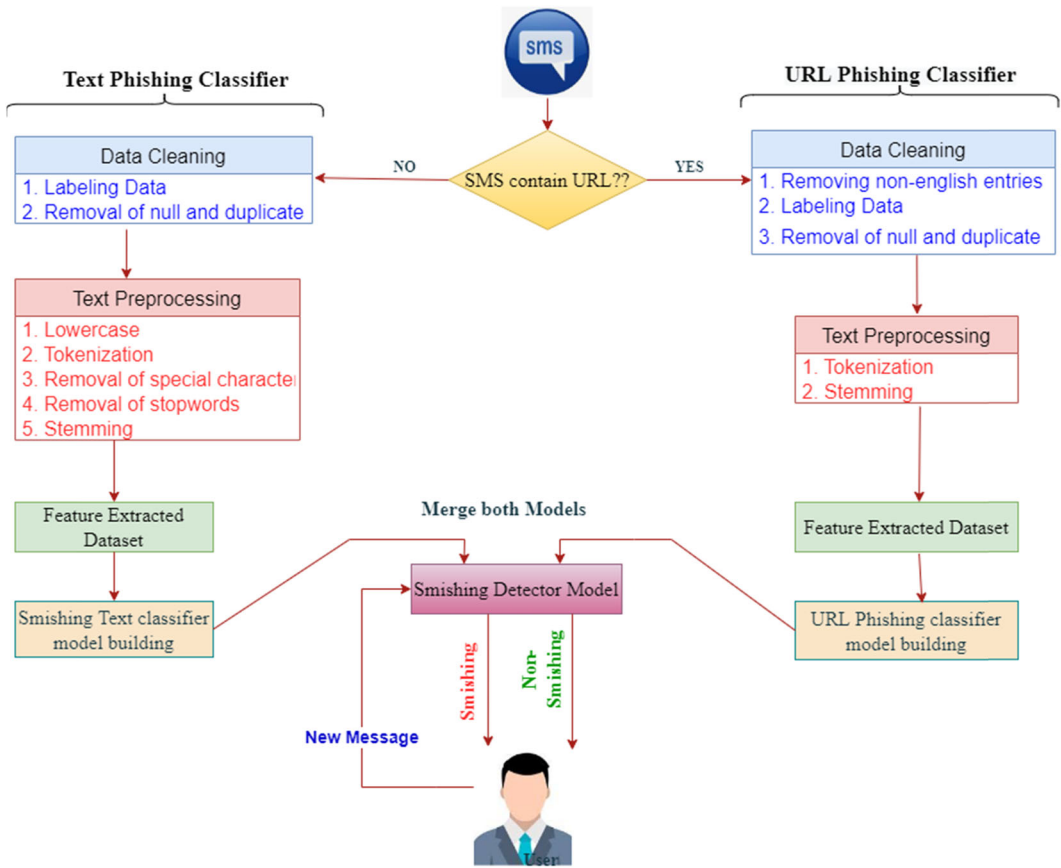 sms
Text Phishing Classifier
URL Phishing Classifier
SMS contain URL??
NO
YES
Data Cleaning
1. Labeling Data
2. Removal of null and duplicate
Text Preprocessing
1. Lowercase
2. Tokenization
3. Removal of special characte
4. Removal of stopwords
5. Stemming
Feature Extracted
Dataset
Smishing Text classifier
model building
Data Cleaning
1. Removing non-english entries
2. Labeling Data
3. Removal of null and duplicate
Text Preprocessing
1. Tokenization
2. Stemming
Feature Extracted Dataset
URL Phishing classifier
model building
Merge both Models
Smishing Detector Model
Smishing
Non-
Smishing
New Message
User